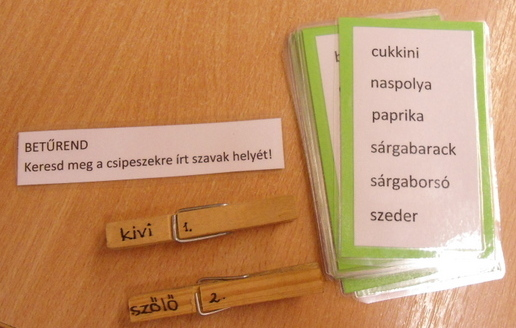 BETŰREND
Keresd meg a csipeszekre írt szavak helyét!
kivi 1.
szőlő 2.
cukkini
naspolya
paprika
sárgabarack
sárgaborsó
szeder